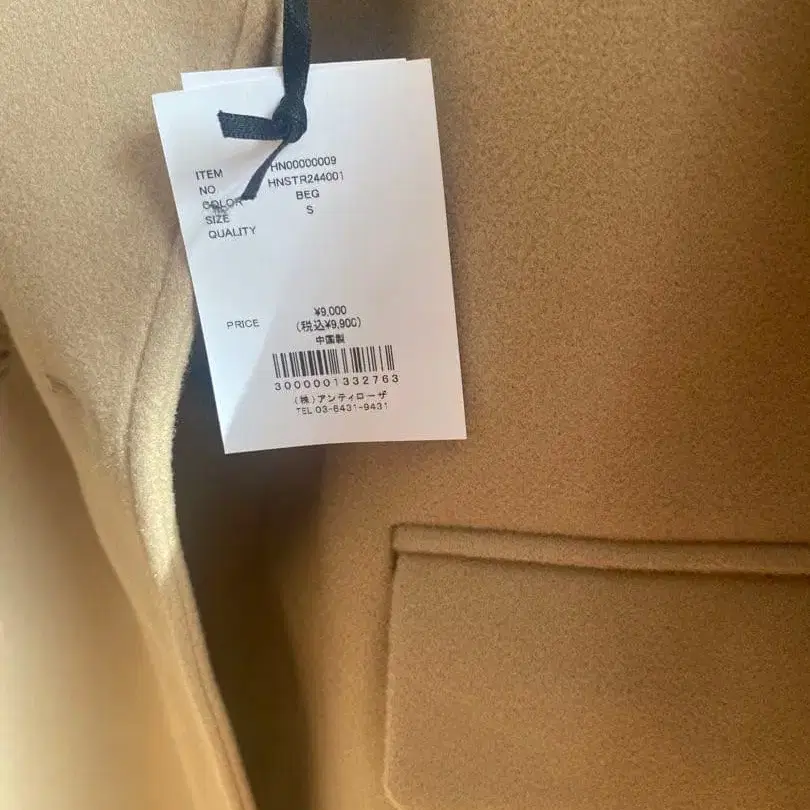 ITEM HN00000009
NO HNSTR244001
COLOR BEG
SIZE S
QUALITY
¥9,000
PRICE (税込¥9,900)
中国製
3000001332763
(株)アンティローザ
TEL 03-6431-9431